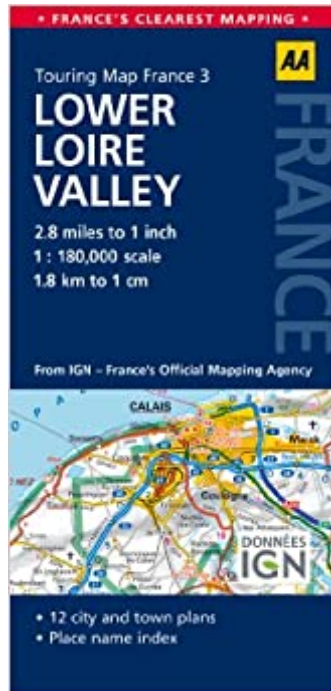 • FRANCE'S CLEAREST MAPPING •
AA
Touring Map France 3
FRANCE
LOWER
LOIRE
VALLEY
2.8 miles to 1 inch
1 : 180,000 scale
1.8 km to 1 cm
From IGN – France's Official Mapping Agency
CALAIS
Marck
Coulogne
DONNÉES
IGN
• 12 city and town plans
• Place name index